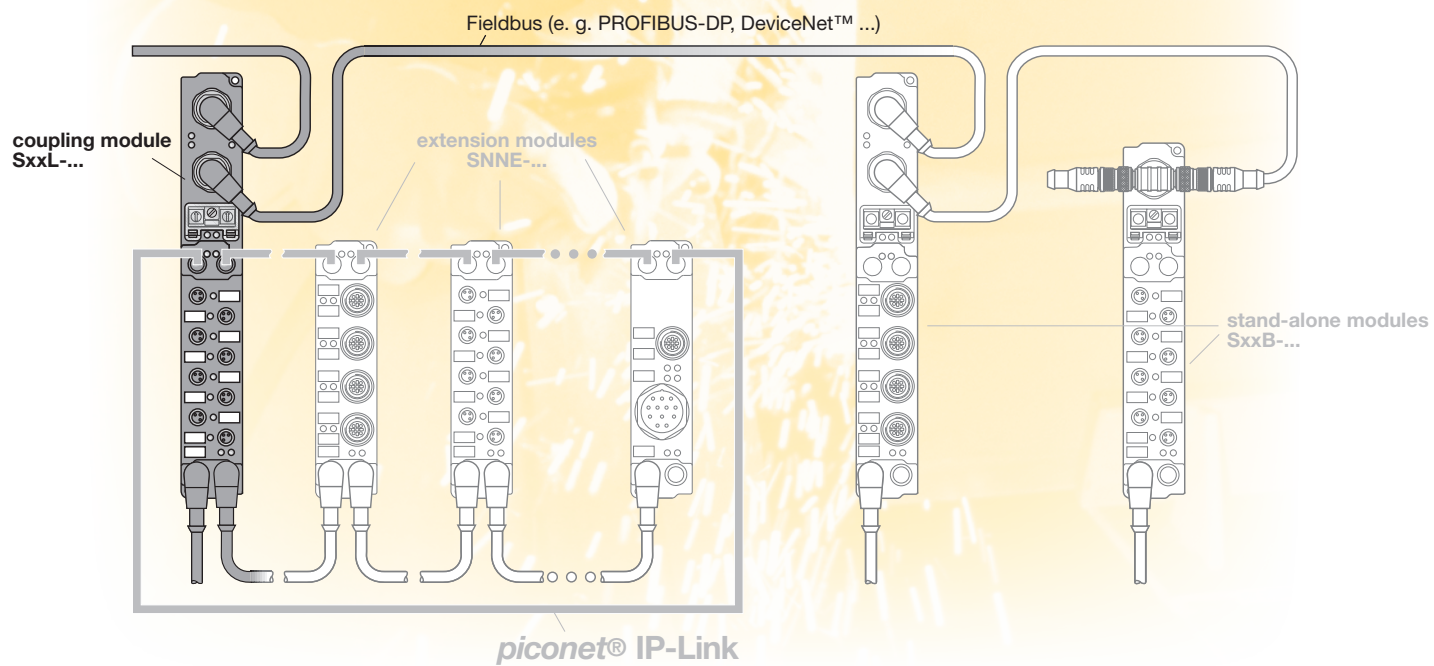 Fieldbus (e. g. PROFIBUS-DP, DeviceNet™ ...)
coupling module
SxxL-...
extension modules
SNNE-...
stand-alone modules
SxxB-...
piconet® IP-Link